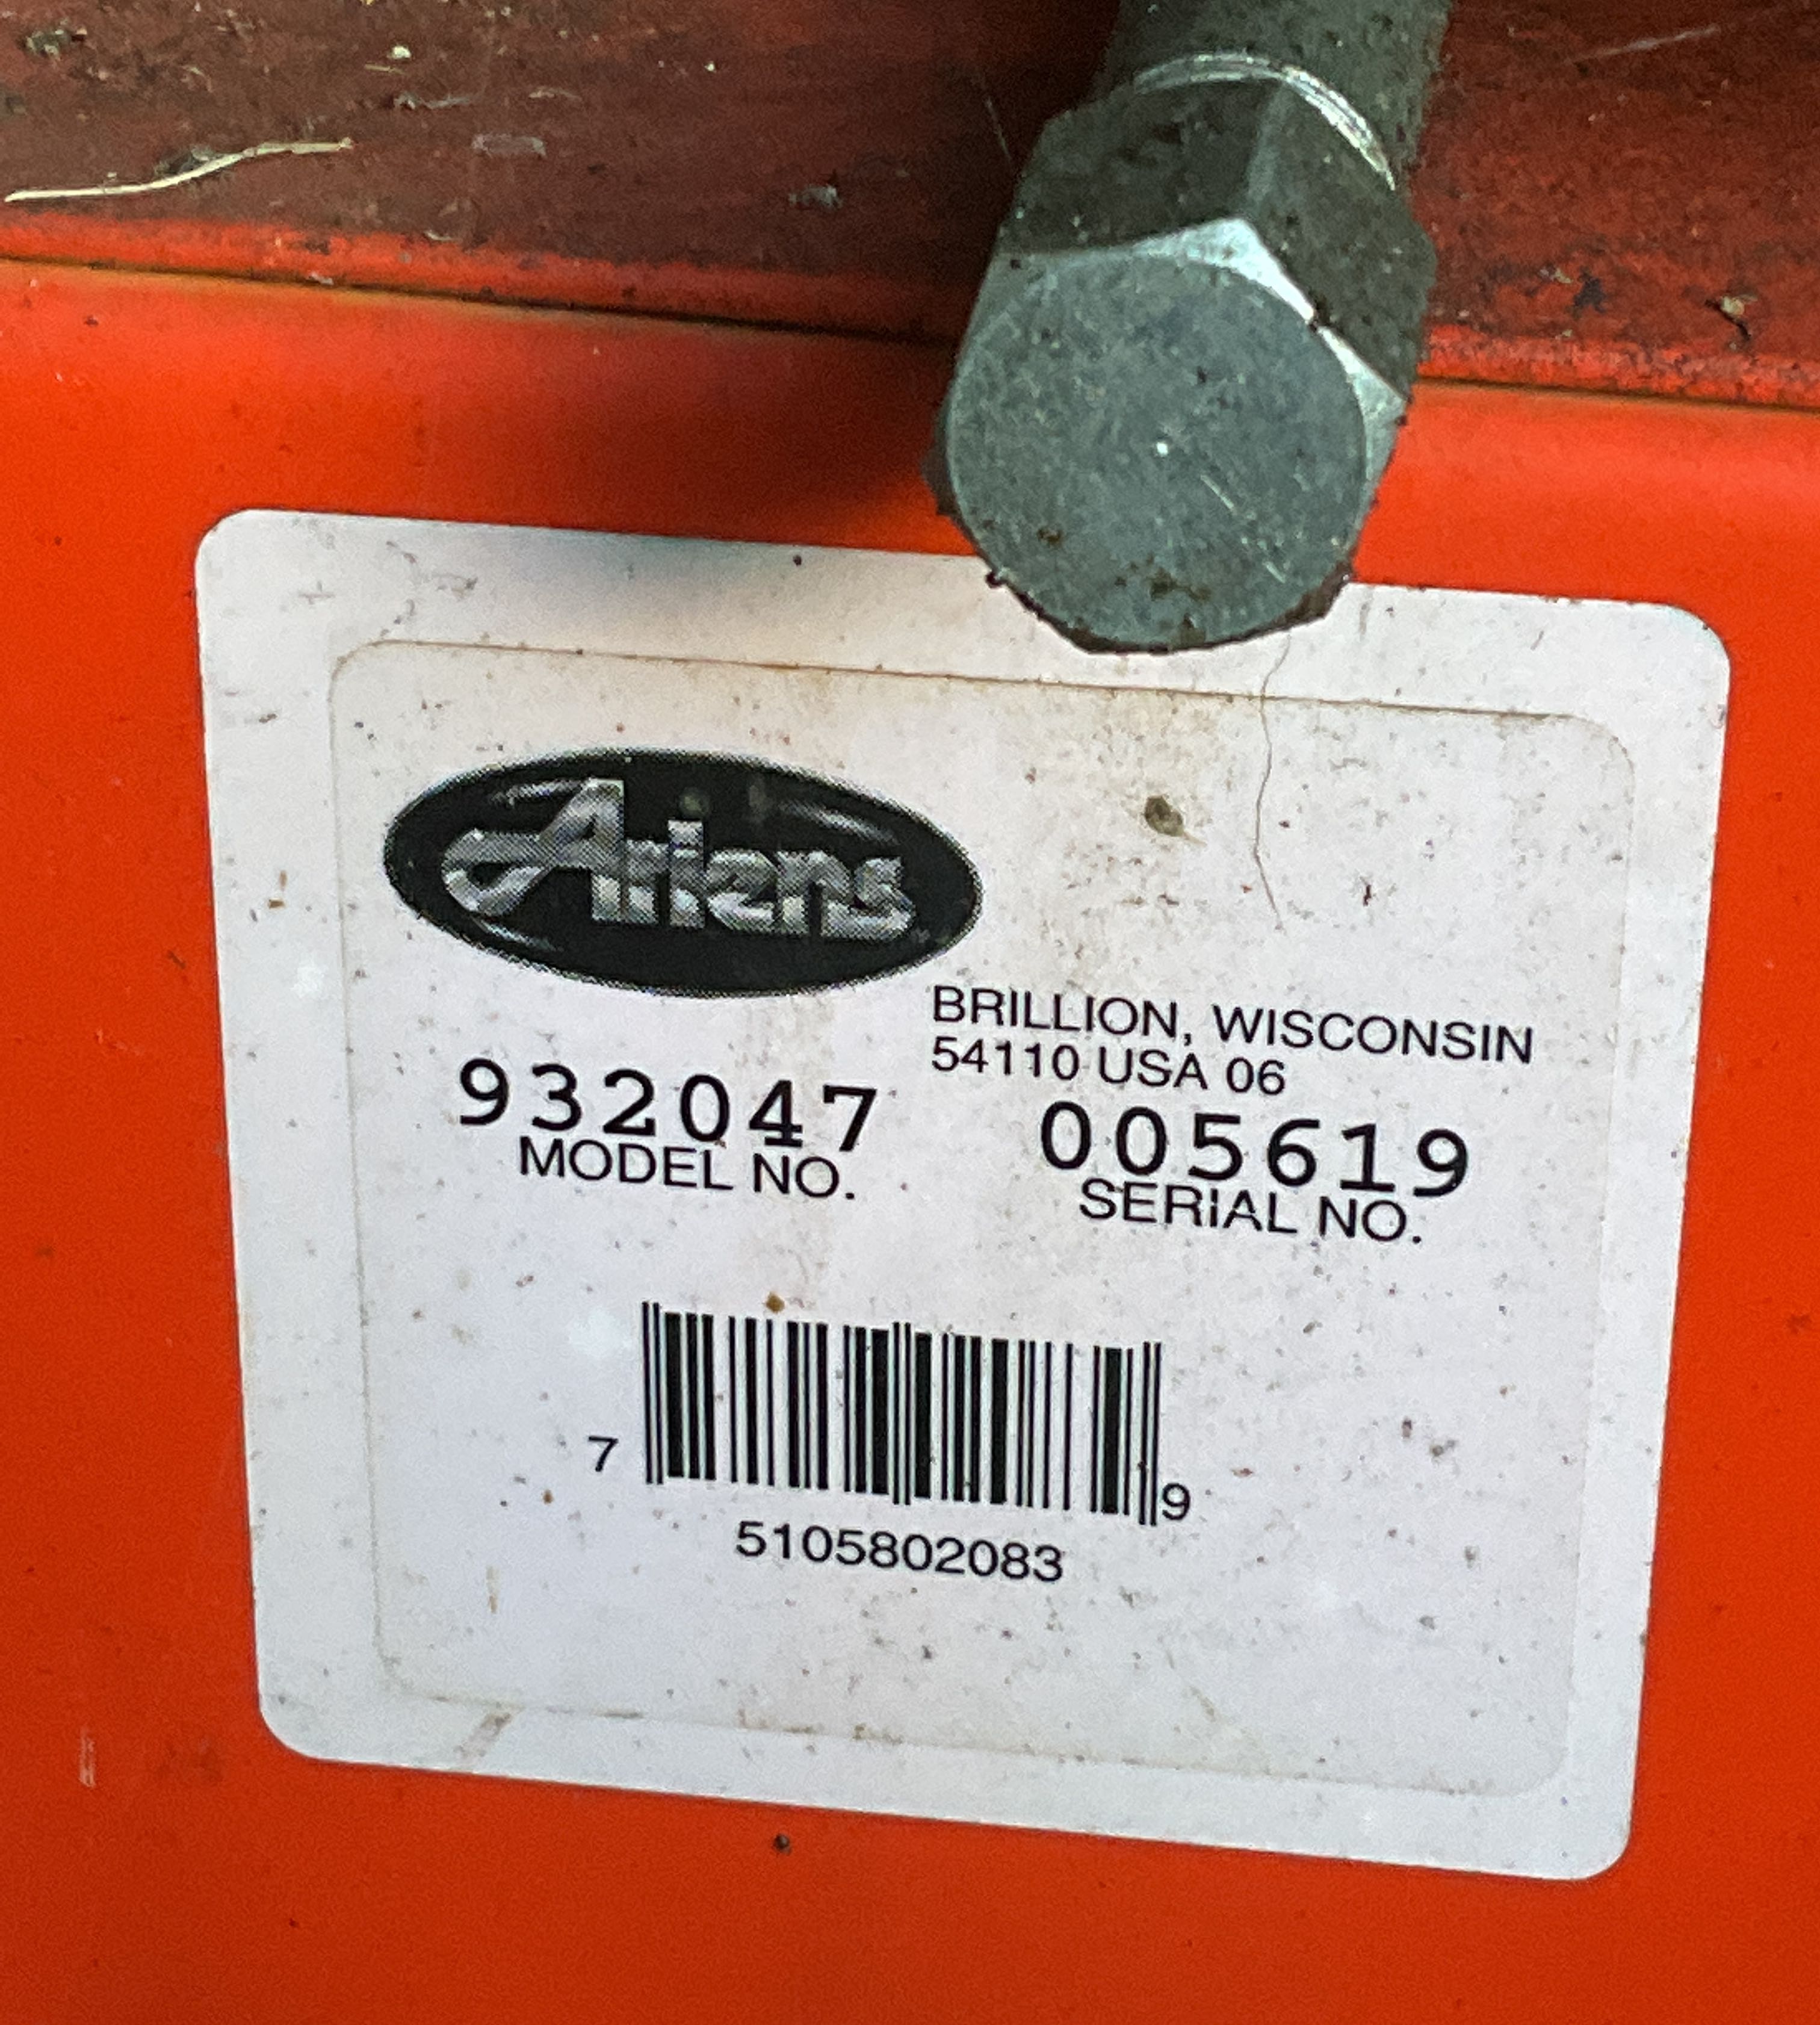 Ariens
BRILLION, WISCONSIN
54110 USA 06
932047 005619
MODEL NO. SERIAL NO.
7 9
5105802083